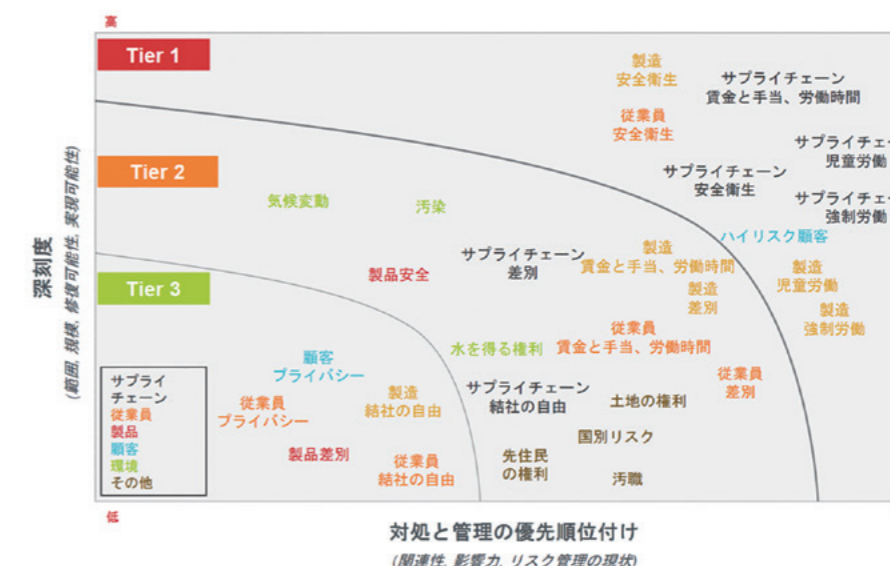 高
Tier 1
製造
安全衛生
サプライチェーン
賃金と手当、労働時間
従業員
安全衛生
サプライチェ
児童労働
サプライチェーン
安全衛生
Tier 2
サプライチェ
強制労働
気候変動
汚染
ハイリスク顧客
サプライチェーン
差別
製造
賃金と手当、労働時間
製品安全
製造
児童労働
製造
差別
Tier 3
製造
強制労働
従業員
賃金と手当、労働時間
水を得る権利
顧客
プライバシー
従業員
差別
サプライチェーン
結社の自由
製造
結社の自由
土地の権利
従業員
プライバシー
国別リスク
製品差別
先住民
の権利
従業員
結社の自由
汚職
サプライ
チェーン
従業員
製品
顧客
環境
その他
深刻度
(範囲, 規模, 修復可能性, 実現可能性)
低
対処と管理の優先順位付け
(関連性, 影響力, リスク管理の現状)